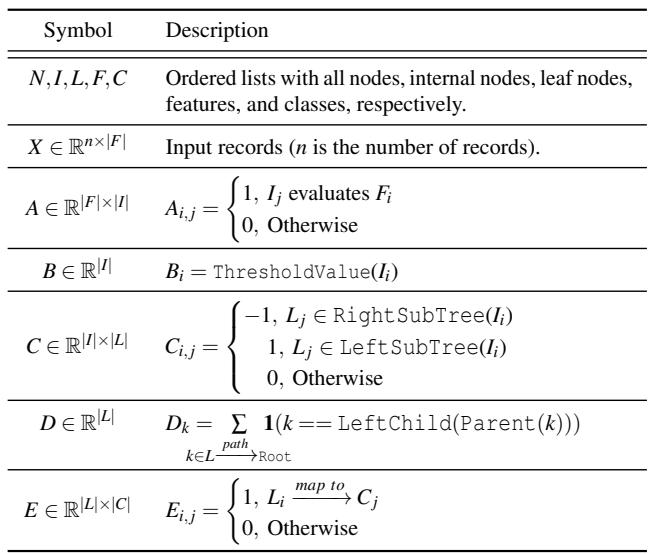 Symbol Description
N, I, L, F, C Ordered lists with all nodes, internal nodes, leaf nodes,
features, and classes, respectively.
X ∈ ℝ^{n×|F|} Input records (n is the number of records).
A ∈ ℝ^{|F|×|I|} A_{i,j} = { 1, I_j evaluates F_i
0, Otherwise
B ∈ ℝ^{|I|} B_i = ThresholdValue(I_i)
C ∈ ℝ^{|I|×|L|} C_{i,j} = { −1, L_j ∈ RightSubTree(I_i)
1, L_j ∈ LeftSubTree(I_i)
0, Otherwise
D ∈ ℝ^{|L|} D_k = ∑_{k∈L \xrightarrow{path} Root} 1(k == LeftChild(Parent(k)))
E ∈ ℝ^{|L|×|C|} E_{i,j} = { 1, L_i \xrightarrow{map to} C_j
0, Otherwise